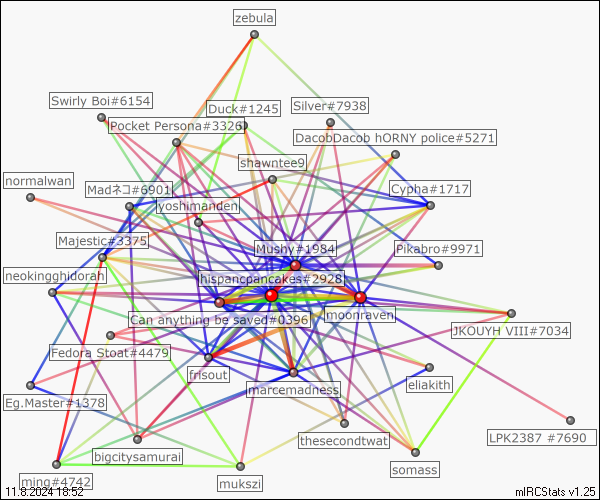 zebula
Swirly Boi#6154
Duck#1245
Silver#7938
Pocket Persona#3326
DacobDacob hORNY police#5271
shawntee9
normalwan
Madネコ#6901
Cypha#1717
yoshimanden
Majestic#3375
Mushy#1984
Pikabro#9971
neokingghidorah
hispancpancakes#2928
Can anything be saved#0396
moonraven
JKOUYH VIII#7034
Fedora Stoat#4479
frisout
marcemadness
eliakith
Eg.Master#1378
thesecondtwat
LPK2387 #7690
bigcitysamurai
somass
ming#4742
mukszi
11.8.2024 18:52
mIRCStats v1.25